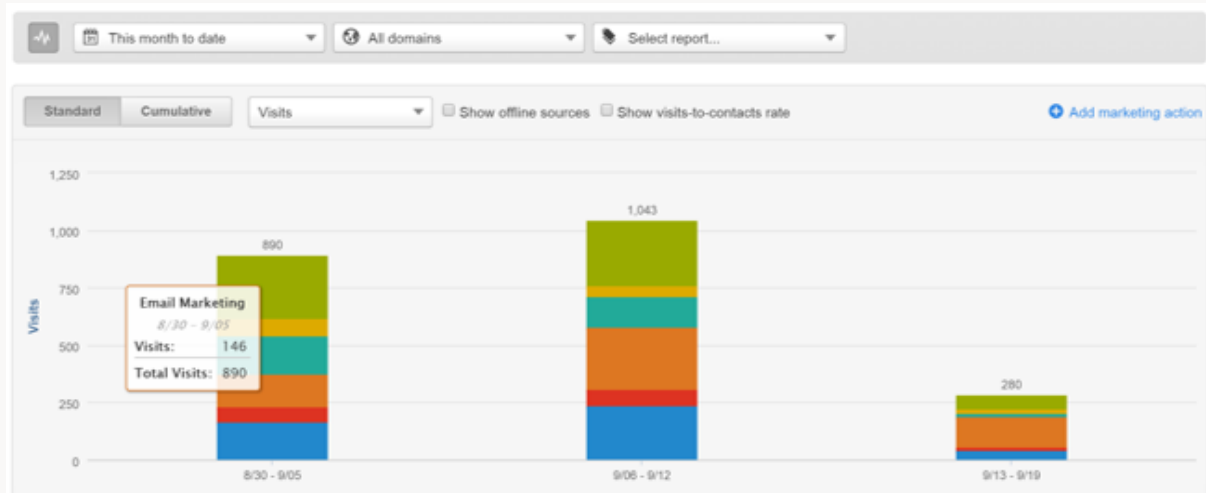 This month to date
All domains
Select report...
Standard
Cumulative
Visits
Show offline sources
Show visits-to-contacts rate
Add marketing action
1,250
1,000
750
500
250
0
Visits
890
1,043
280
Email Marketing
8/30 - 9/05
Visits: 146
Total Visits: 890
8/30 - 9/05
9/06 - 9/12
9/13 - 9/19